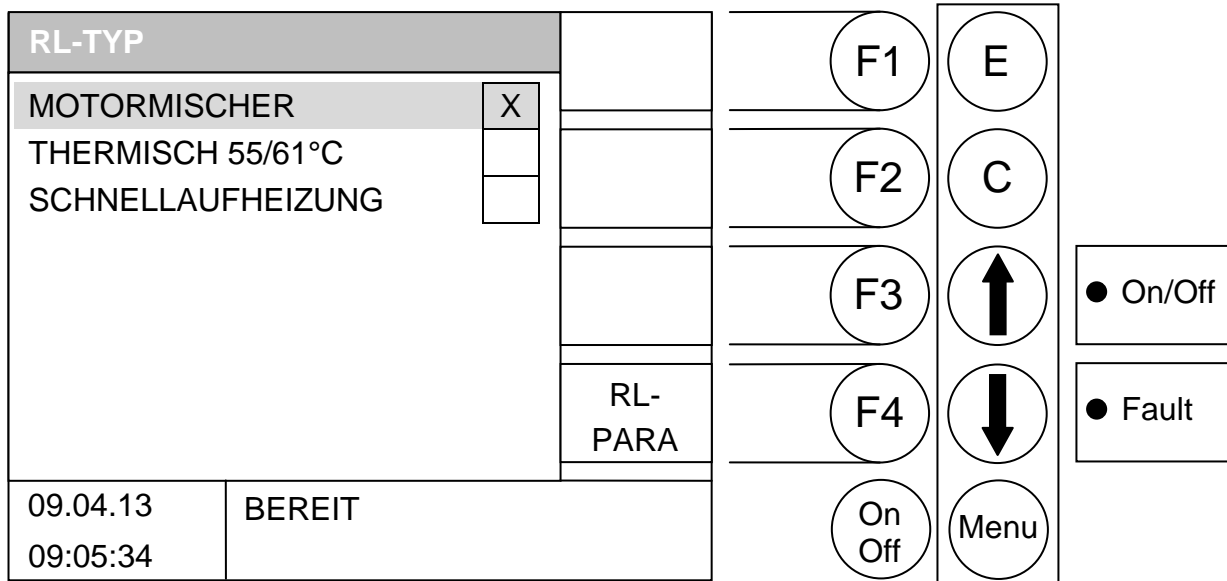 RL-TYP
MOTORMISCHER X
THERMISCH 55/61°C
SCHNELLAUFHEIZUNG
RL-
PARA
09.04.13
09:05:34
BEREIT
F1
E
F2
C
F3
F4
On
Off
Menu
● On/Off
● Fault